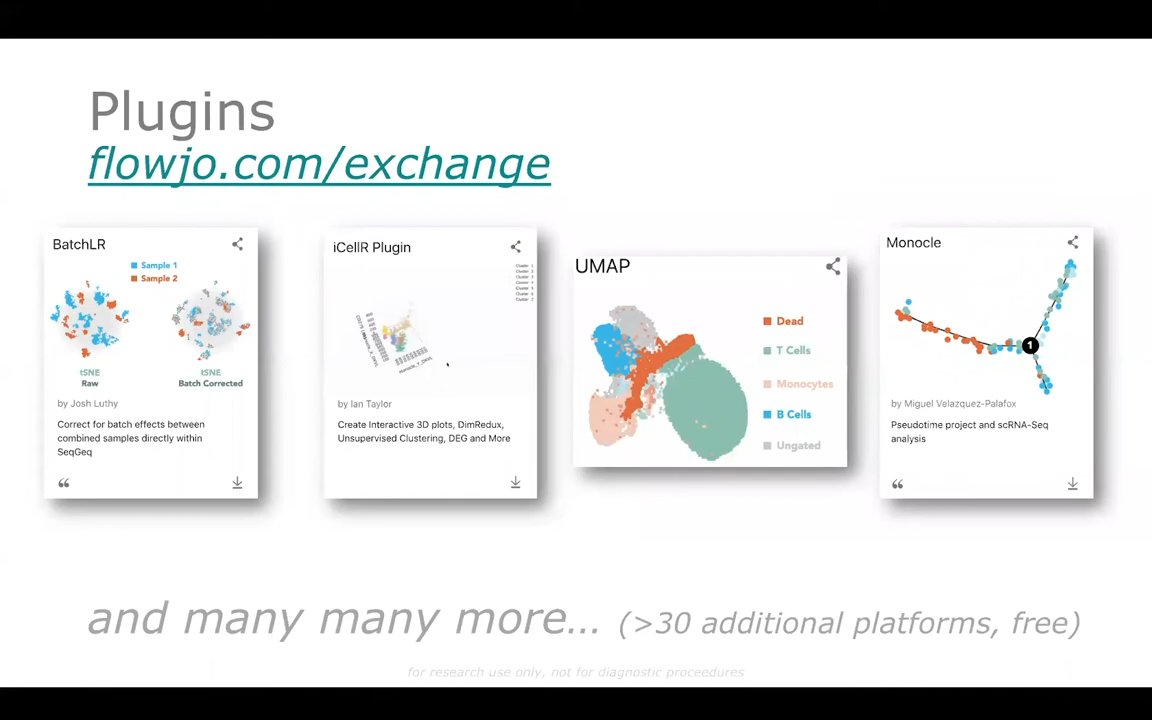 Plugins
flowjo.com/exchange
BatchLR
Sample 1
Sample 2
tSNE
Raw
tSNE
Batch Corrected
by Josh Luthy
Correct for batch effects between
combined samples directly within
SeqGeq
iCellR Plugin
by Ian Taylor
Create Interactive 3D plots, DimRedux,
Unsupervised Clustering, DEG and More
UMAP
Dead
T Cells
Monocytes
B Cells
Ungated
Monocle
1
by Miguel Velazquez-Palafox
Pseudotime project and scRNA-Seq
analysis
and many many more... (>30 additional platforms, free)
for research use only, not for diagnostic proceedures